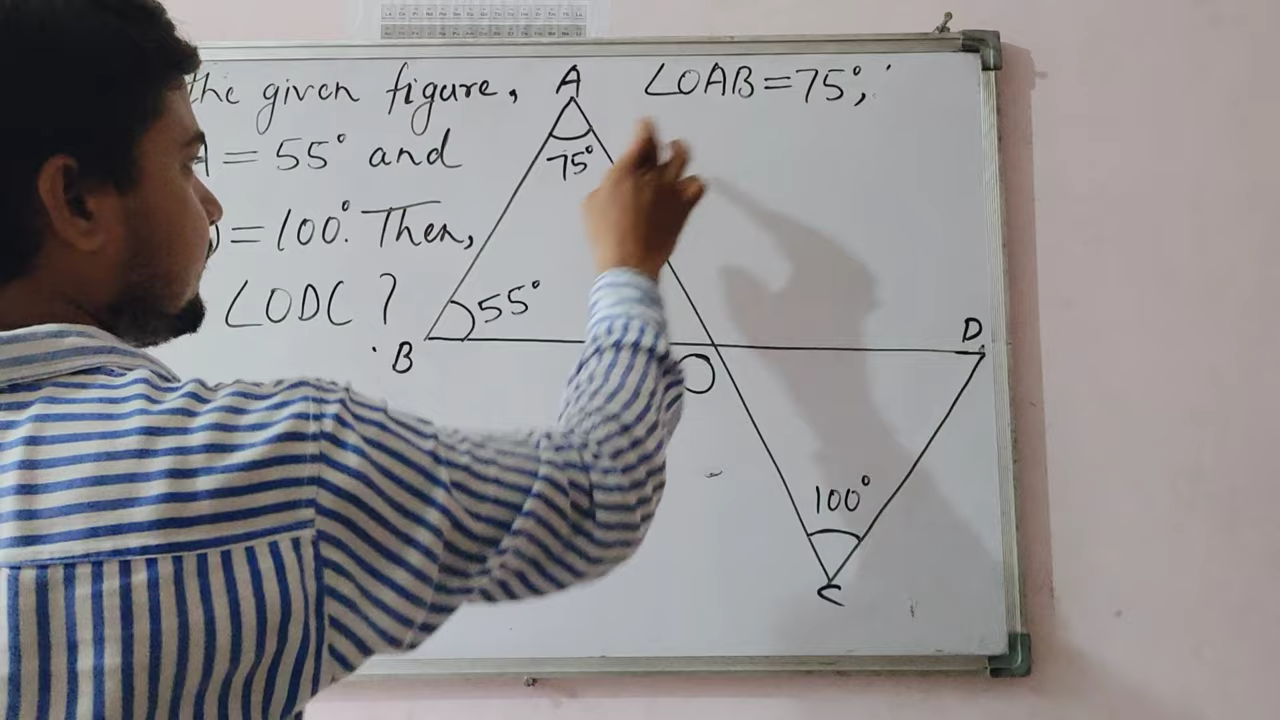 the given figure,
= 55° and
= 100°. Then,
∠ODC ?
A
∠OAB = 75°;
75°
55°
B
O
D
100°
C